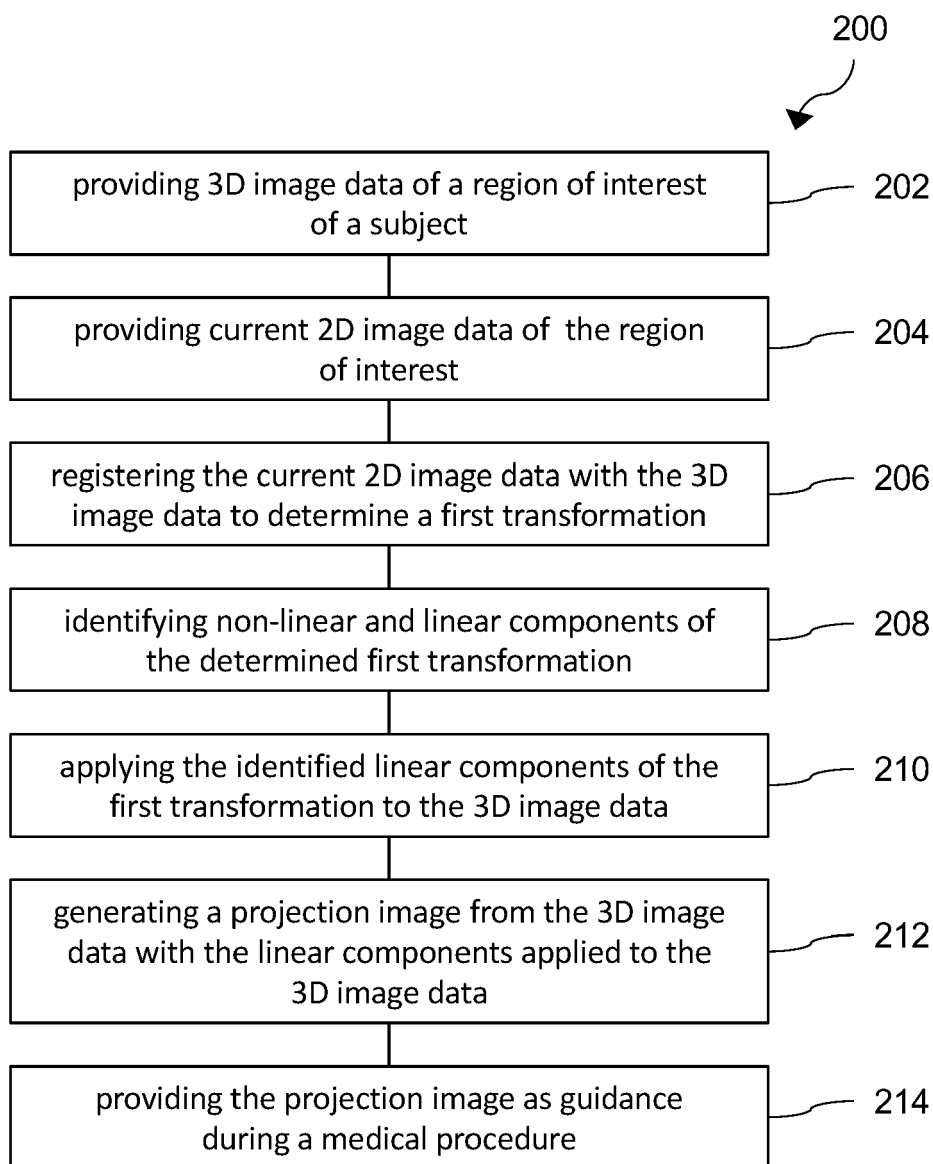 200
providing 3D image data of a region of interest
of a subject
202
providing current 2D image data of the region
of interest
204
registering the current 2D image data with the 3D
image data to determine a first transformation
206
identifying non-linear and linear components of
the determined first transformation
208
applying the identified linear components of the
first transformation to the 3D image data
210
generating a projection image from the 3D image
data with the linear components applied to the
3D image data
212
providing the projection image as guidance
during a medical procedure
214